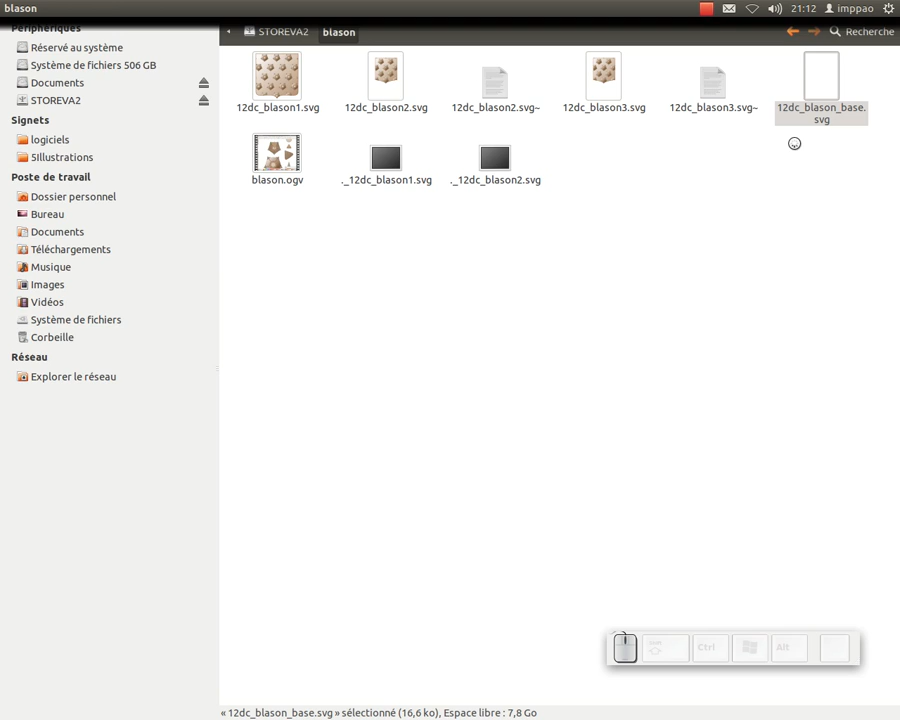 blason
21:12
imppao
Périphériques
Réservé au système
Système de fichiers 506 GB
Documents
STOREVA2
Signets
logiciels
5Illustrations
Poste de travail
Dossier personnel
Bureau
Documents
Téléchargements
Musique
Images
Vidéos
Système de fichiers
Corbeille
Réseau
Explorer le réseau
STOREVA2
blason
Recherche
12dc_blason1.svg
12dc_blason2.svg
12dc_blason2.svg~
12dc_blason3.svg
12dc_blason3.svg~
12dc_blason_base.
svg
blason.ogv
._12dc_blason1.svg
._12dc_blason2.svg
Ctrl
Alt
« 12dc_blason_base.svg » sélectionné (16,6 ko), Espace libre : 7,8 Go